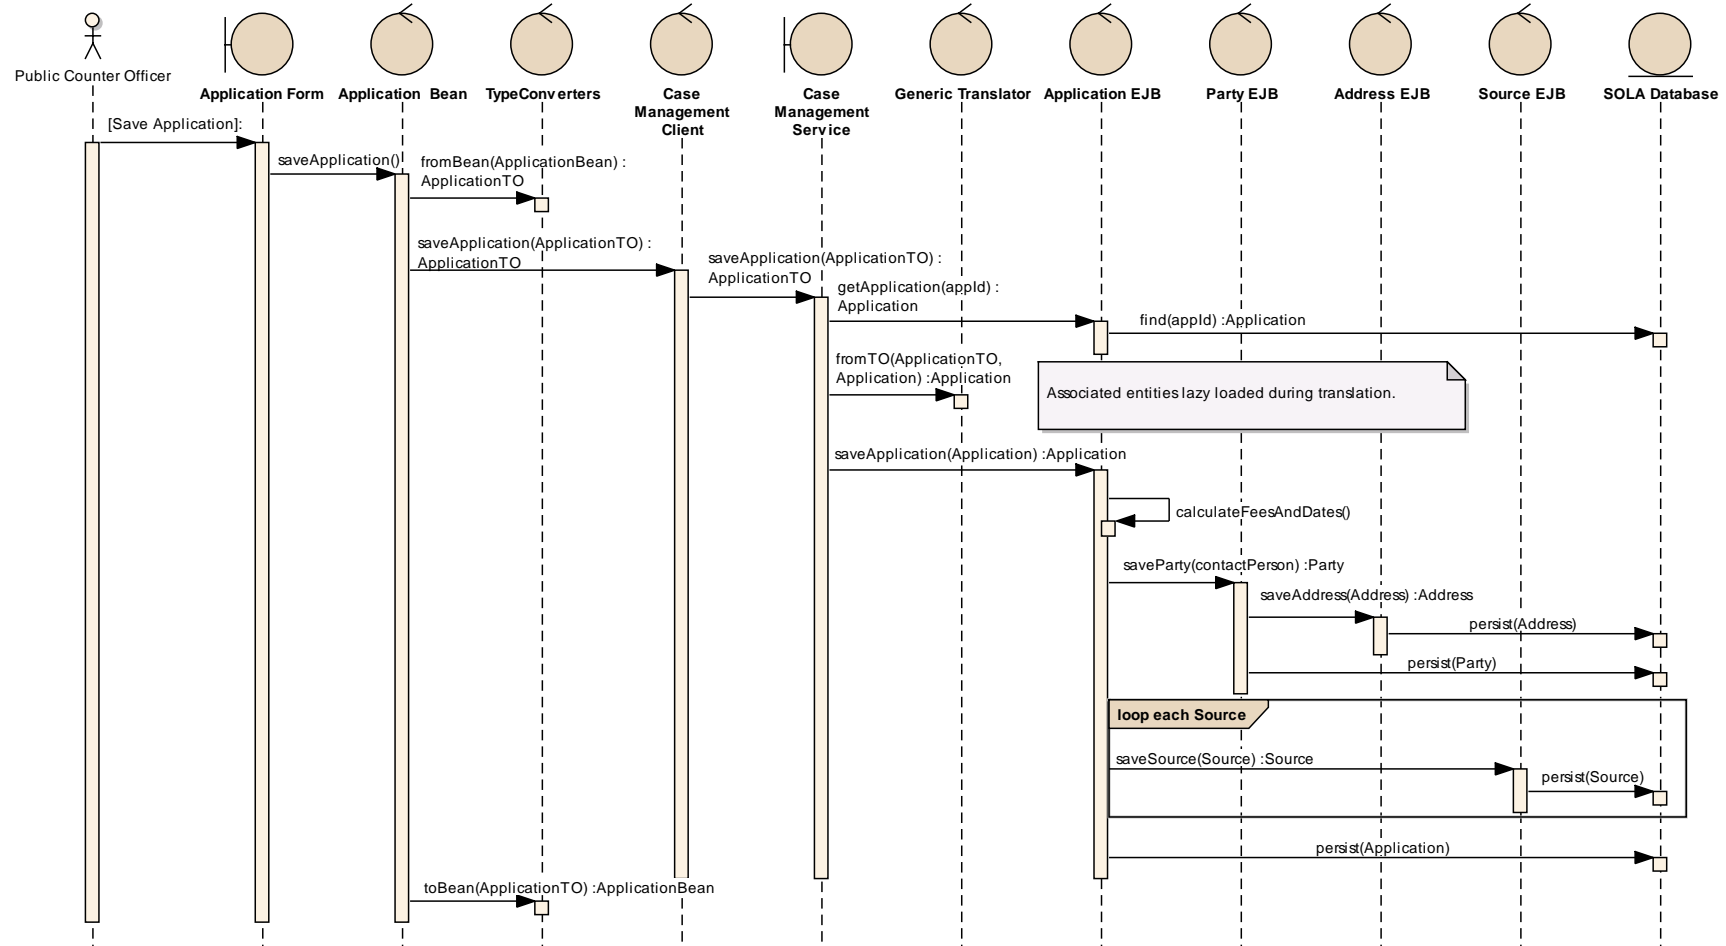 Public Counter Officer
Application Form
Application Bean
TypeConverters
Case
Management
Client
Case
Management
Service
Generic Translator
Application EJB
Party EJB
Address EJB
Source EJB
SOLA Database
[Save Application]:
saveApplication()
fromBean(ApplicationBean) :
ApplicationTO
saveApplication(ApplicationTO) :
ApplicationTO
saveApplication(ApplicationTO) :
ApplicationTO
getApplication(appId) :
Application
find(appId) :Application
fromTO(ApplicationTO,
Application) :Application
Associated entities lazy loaded during translation.
saveApplication(Application) :Application
calculateFeesAndDates()
saveParty(contactPerson) :Party
saveAddress(Address) :Address
persist(Address)
persist(Party)
loop each Source
saveSource(Source) :Source
persist(Source)
persist(Application)
toBean(ApplicationTO) :ApplicationBean